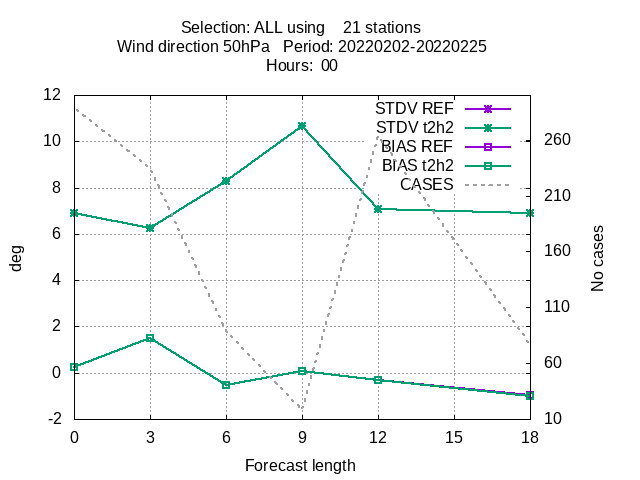 Selection: ALL using    21 stations
Wind direction 50hPa   Period: 20220202-20220225
Hours:  00
STDV REF
STDV t2h2
BIAS REF
BIAS t2h2
CASES
12
10
8
6
4
2
0
-2
deg
260
210
160
110
60
10
No cases
0 3 6 9 12 15 18
Forecast length